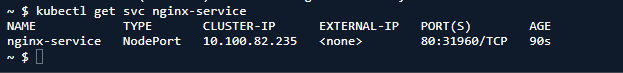 ~ $ kubectl get svc nginx-service
NAME            TYPE       CLUSTER-IP      EXTERNAL-IP   PORT(S)        AGE
nginx-service   NodePort   10.100.82.235   <none>        80:31960/TCP   90s
~ $